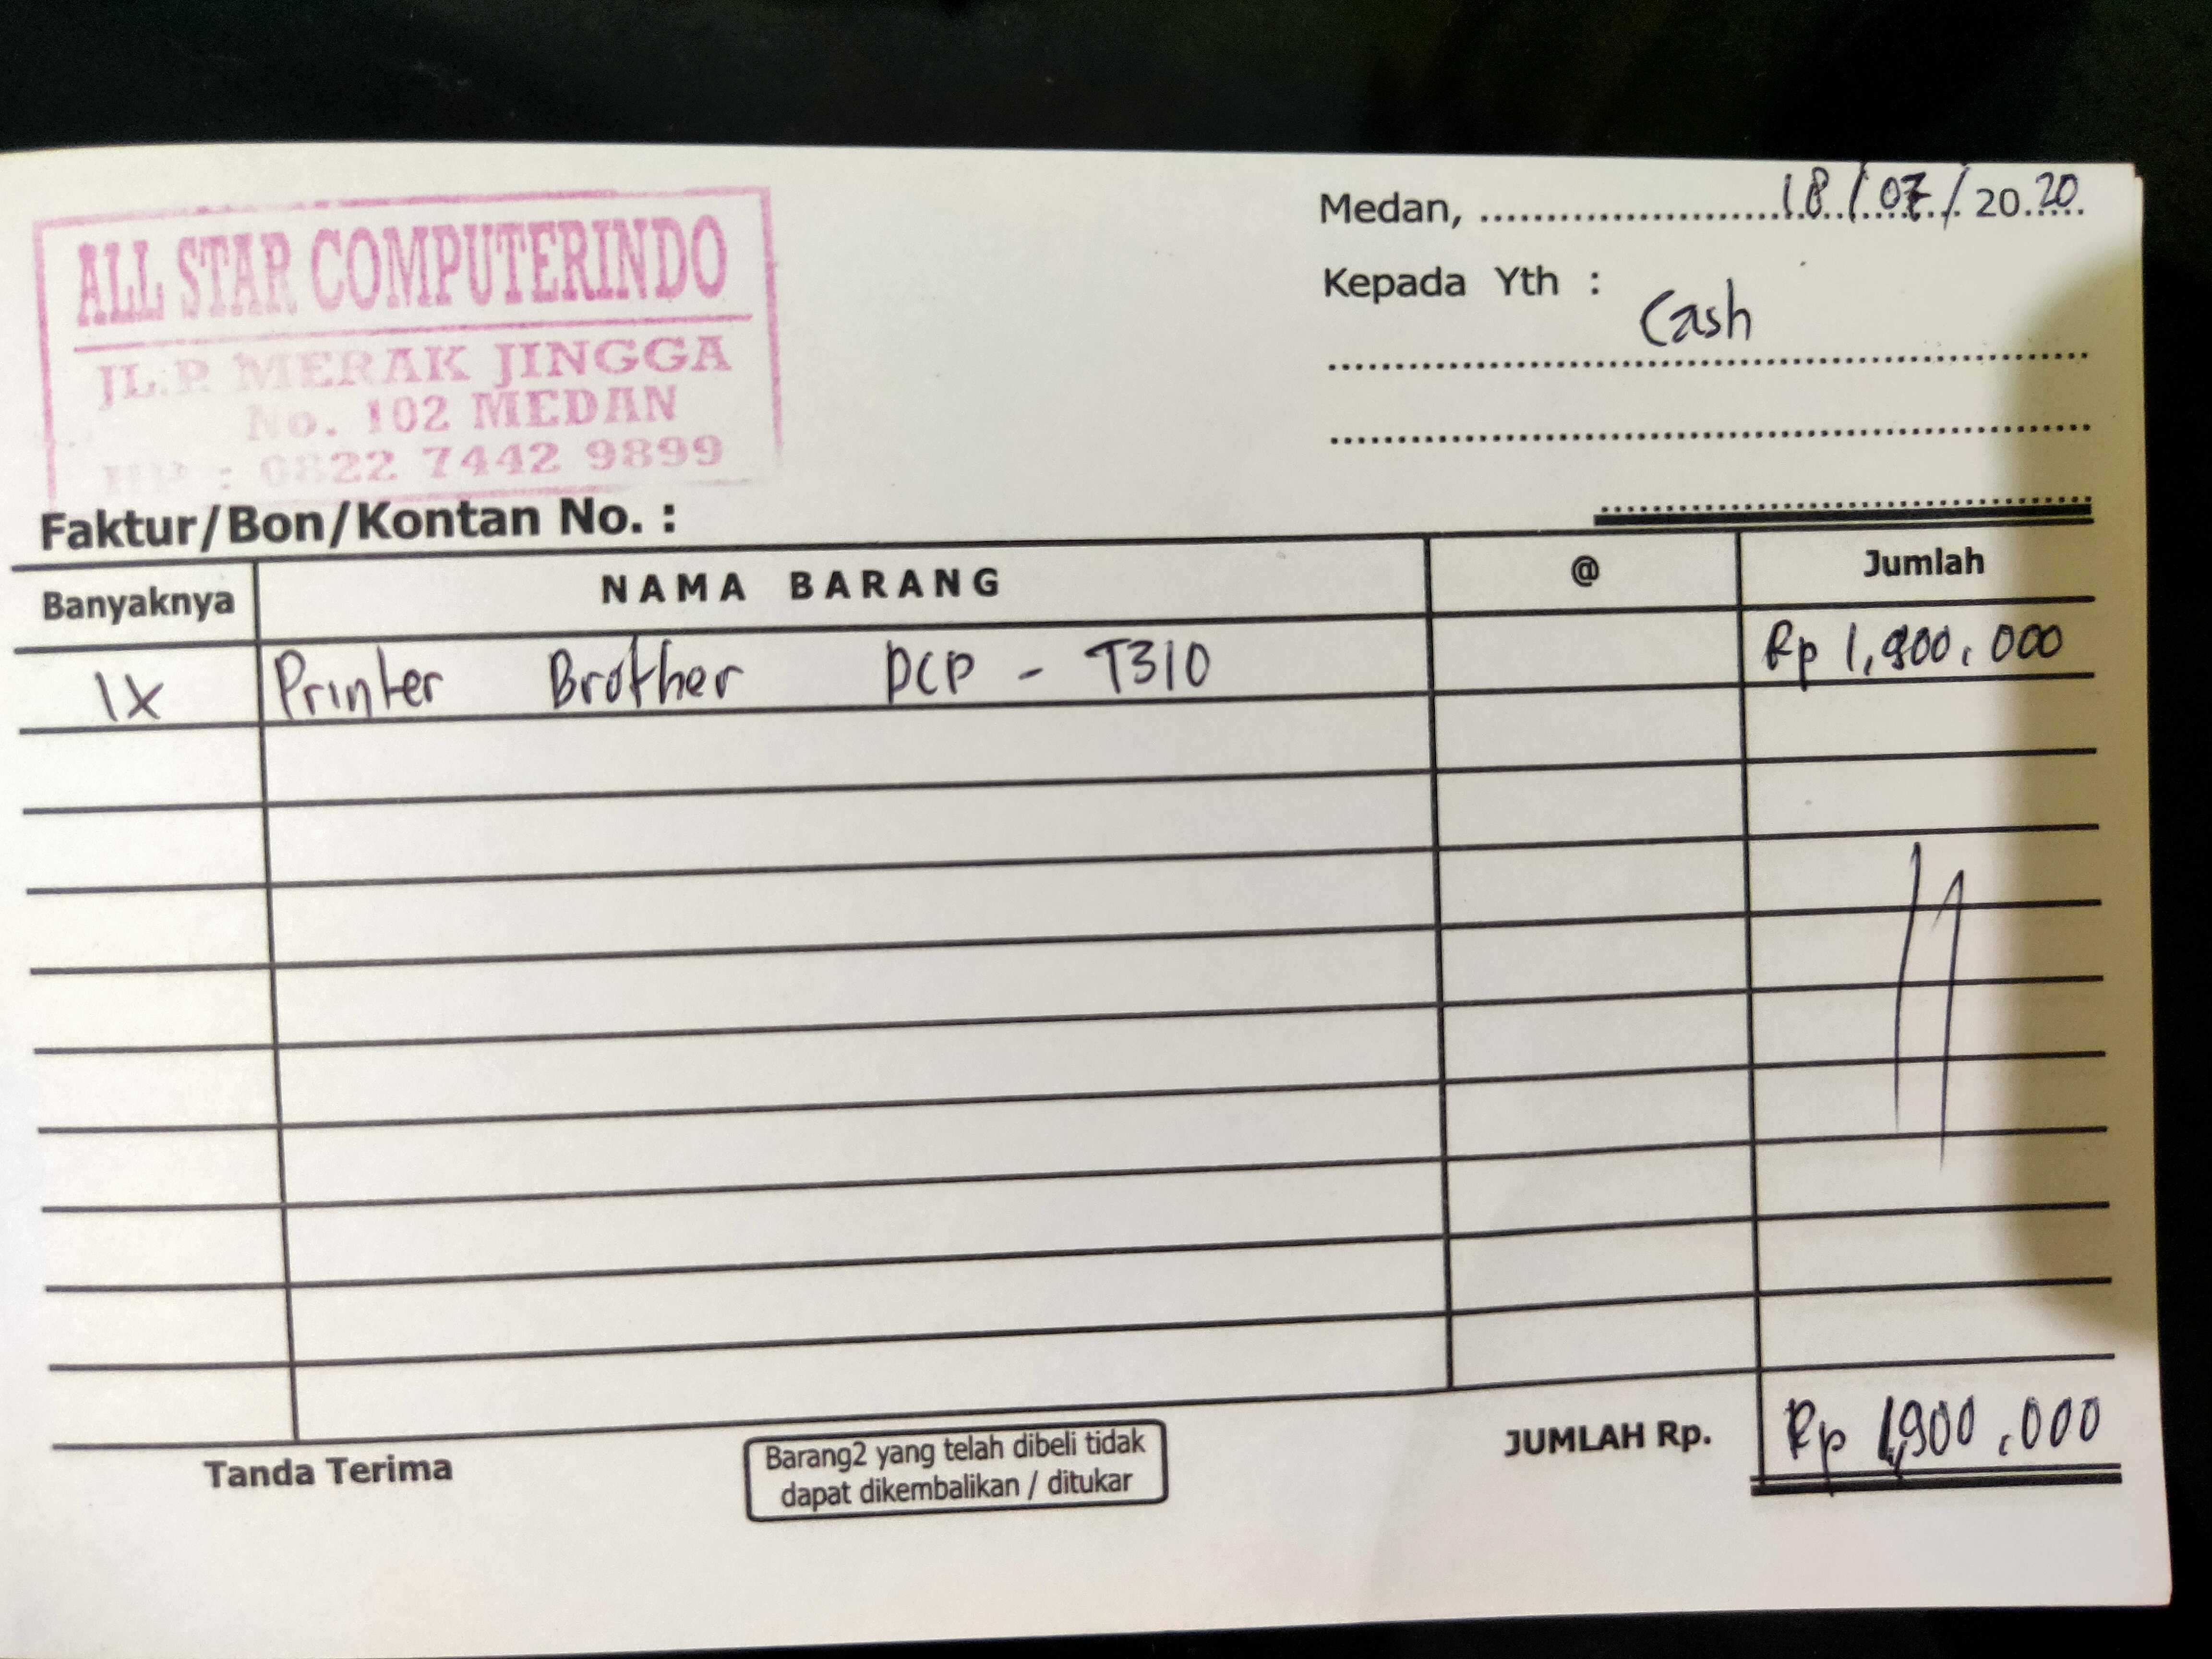 ALL STAR COMPUTERINDO
JL.P. MERAK JINGGA
No. 102 MEDAN
HP : 0822 7442 9899
Medan, ........................18/07/ 20.20
Kepada Yth :
Cash
Faktur/Bon/Kontan No. :
Banyaknya NAMA BARANG @ Jumlah
1X Printer Brother DCP - T310 Rp 1,900,000
Tanda Terima
Barang2 yang telah dibeli tidak
dapat dikembalikan / ditukar
JUMLAH Rp. Rp 1,900,000